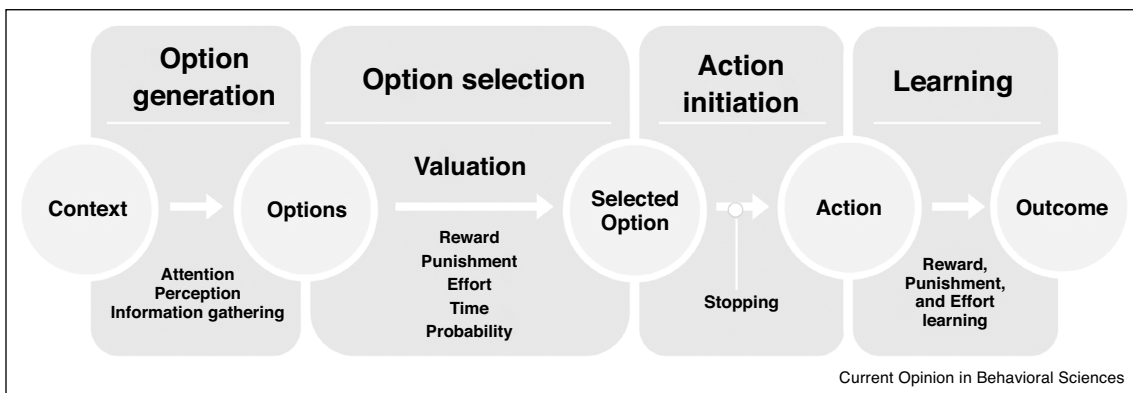 Option
generation
Option selection
Action
initiation
Learning
Context
Options
Valuation
Selected
Option
Action
Outcome
Attention
Perception
Information gathering
Reward
Punishment
Effort
Time
Probability
Stopping
Reward,
Punishment,
and Effort
learning
Current Opinion in Behavioral Sciences